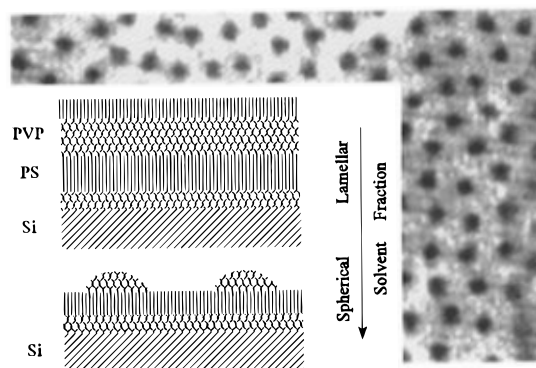 PVP
PS
Si
Si
Spherical Lamellar
Solvent Fraction